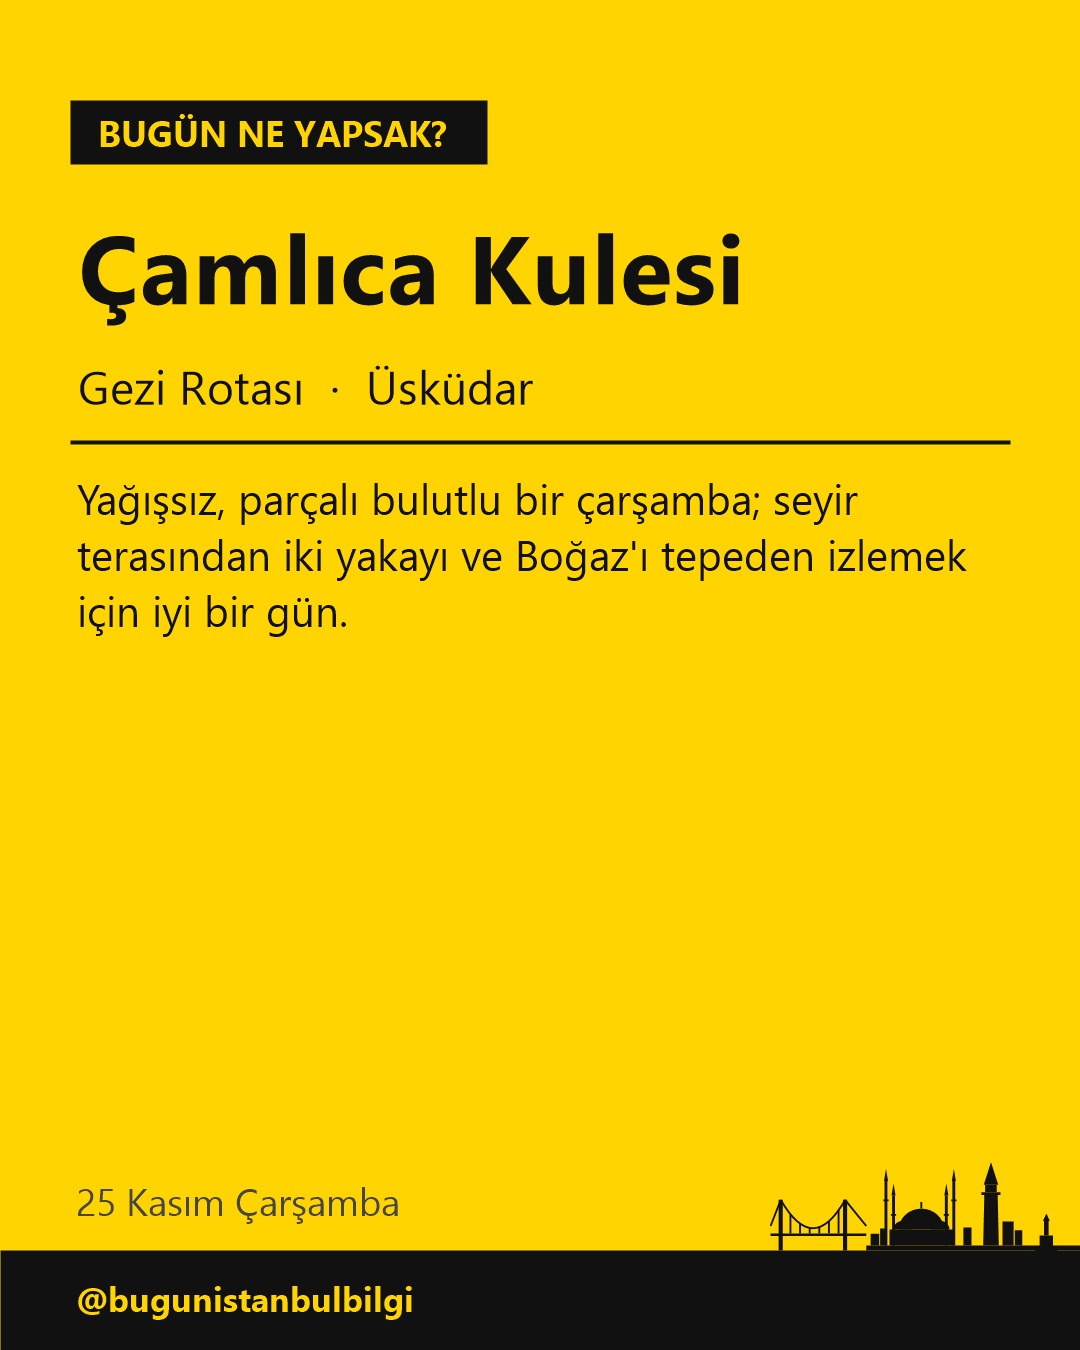 BUGÜN NE YAPSAK?
Çamlıca Kulesi
Gezi Rotası · Üsküdar
Yağışsız, parçalı bulutlu bir çarşamba; seyir
terasından iki yakayı ve Boğaz'ı tepeden izlemek
için iyi bir gün.
25 Kasım Çarşamba
@bugunistanbulbilgi